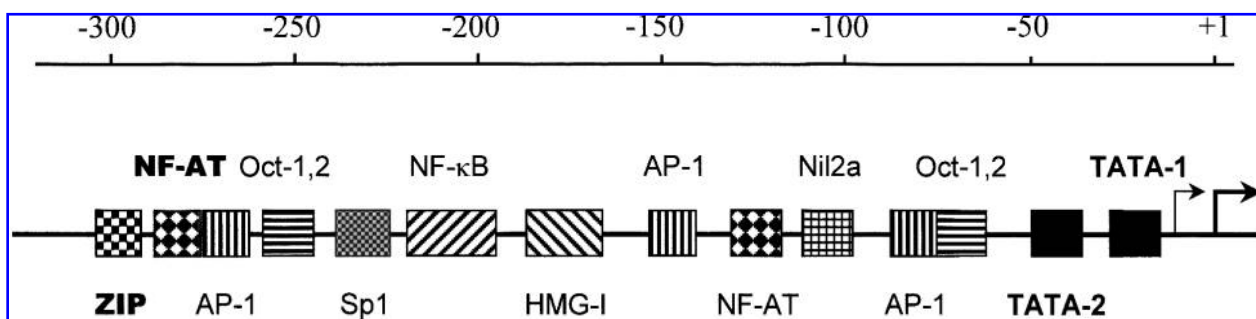 -300 -250 -200 -150 -100 -50 +1
NF-AT Oct-1,2 NF-κB AP-1 Nil2a Oct-1,2 TATA-1
ZIP AP-1 Sp1 HMG-I NF-AT AP-1 TATA-2